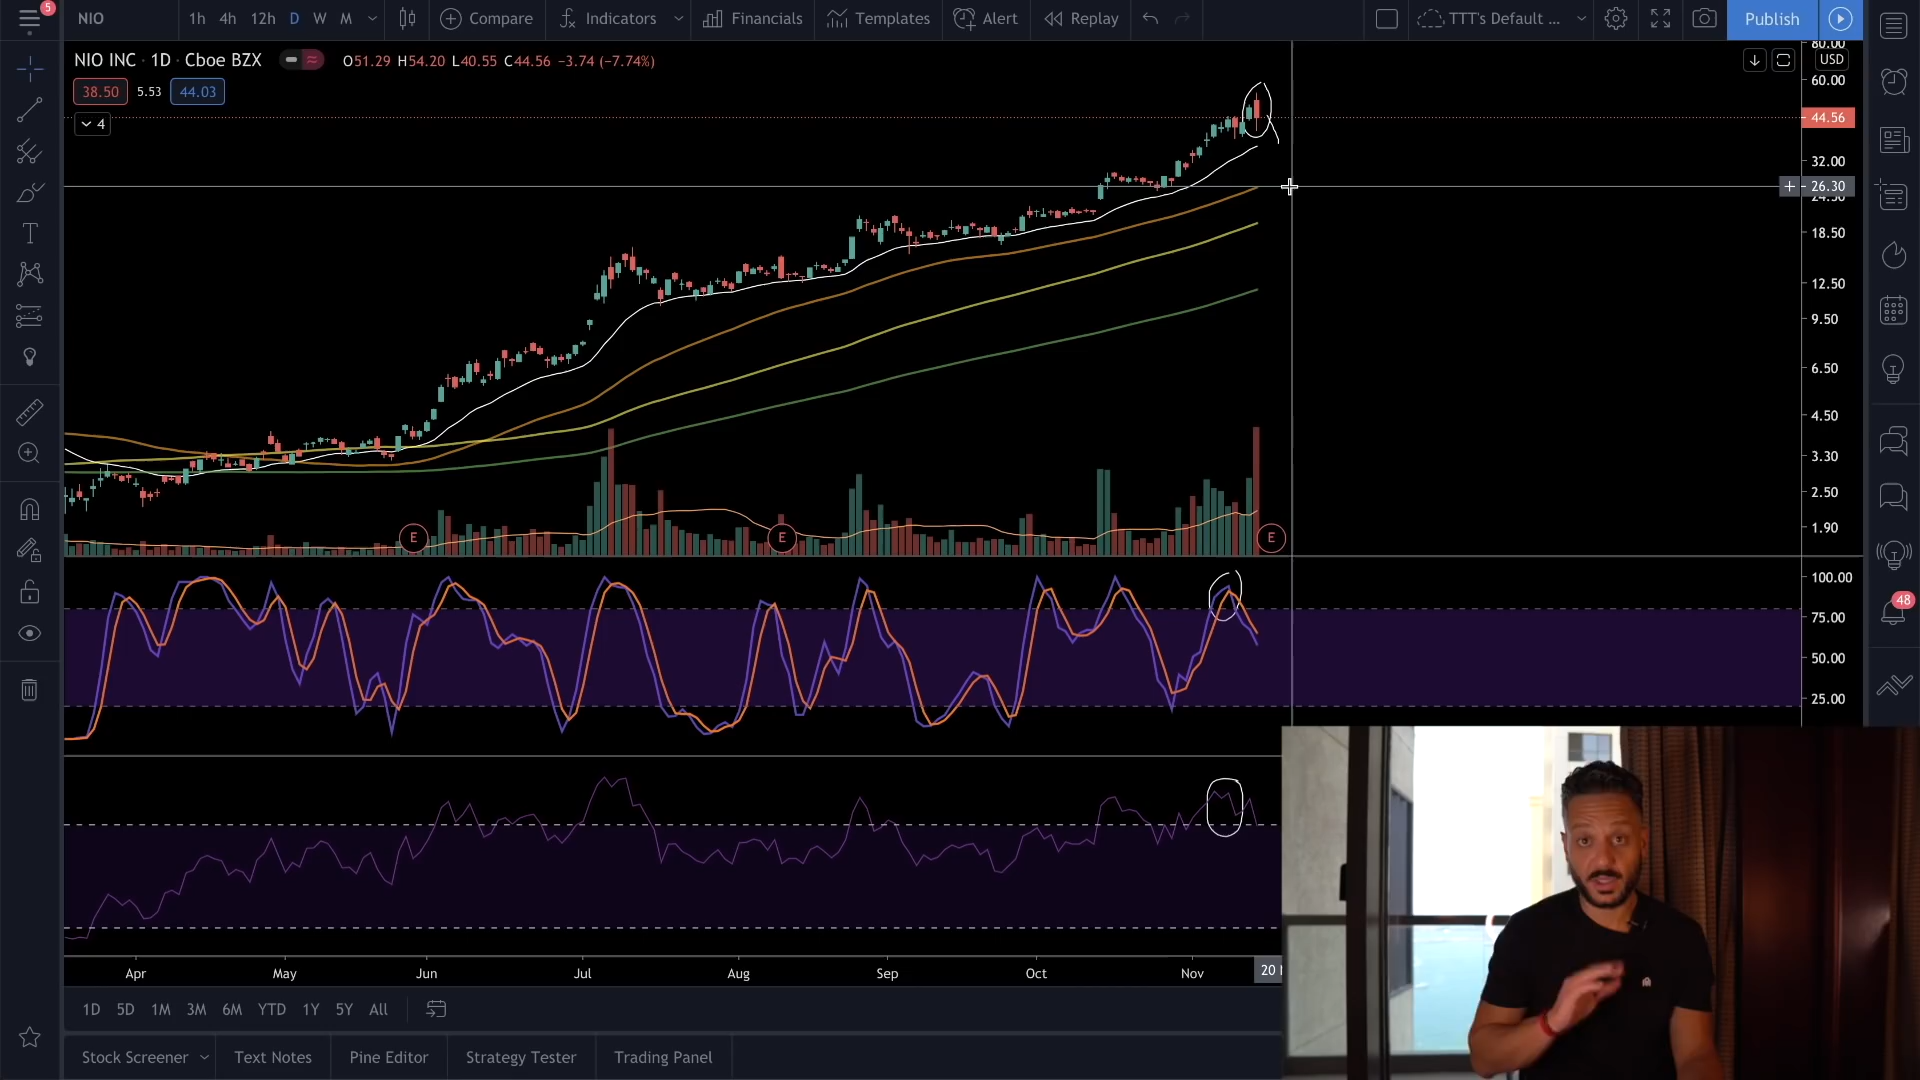 5
NIO
1h 4h 12h D W M
Compare
Indicators
Financials
Templates
Alert
Replay
TTT's Default ...
Publish
NIO INC · 1D · Cboe BZX
O51.29 H54.20 L40.55 C44.56 −3.74 (−7.74%)
38.50 5.53 44.03
4
80.00
USD
60.00
44.56
32.00
26.30
24.50
18.50
12.50
9.50
6.50
4.50
3.30
2.50
1.90
E
E
E
100.00
75.00
50.00
25.00
48
Apr May Jun Jul Aug Sep Oct Nov 20
1D 5D 1M 3M 6M YTD 1Y 5Y All
Stock Screener Text Notes Pine Editor Strategy Tester Trading Panel